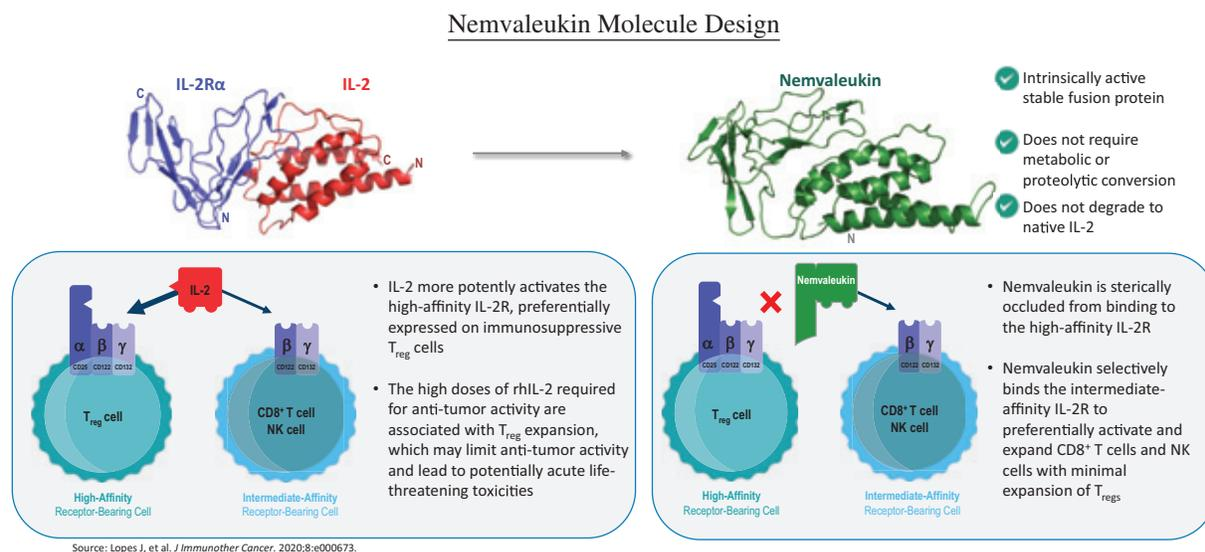 Nemvaleukin Molecule Design
IL-2Rα
IL-2
C
N
C
N
Nemvaleukin
N
Intrinsically active
stable fusion protein
Does not require
metabolic or
proteolytic conversion
Does not degrade to
native IL-2
IL-2
α
β
γ
CD25
CD122
CD132
T_reg cell
High-Affinity
Receptor-Bearing Cell
β
γ
CD122
CD132
CD8⁺ T cell
NK cell
Intermediate-Affinity
Receptor-Bearing Cell
• IL-2 more potently activates the
high-affinity IL-2R, preferentially
expressed on immunosuppressive
T_reg cells
• The high doses of rhIL-2 required
for anti-tumor activity are
associated with T_reg expansion,
which may limit anti-tumor activity
and lead to potentially acute life-
threatening toxicities
Nemvaleukin
α
β
γ
CD25
CD122
CD132
T_reg cell
High-Affinity
Receptor-Bearing Cell
β
γ
CD122
CD132
CD8⁺ T cell
NK cell
Intermediate-Affinity
Receptor-Bearing Cell
• Nemvaleukin is sterically
occluded from binding to
the high-affinity IL-2R
• Nemvaleukin selectively
binds the intermediate-
affinity IL-2R to
preferentially activate and
expand CD8⁺ T cells and NK
cells with minimal
expansion of T_regs
Source: Lopes J, et al. J Immunother Cancer. 2020;8:e000673.